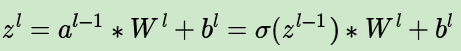 z^l = a^{l-1} * W^l + b^l = σ(z^{l-1}) * W^l + b^l